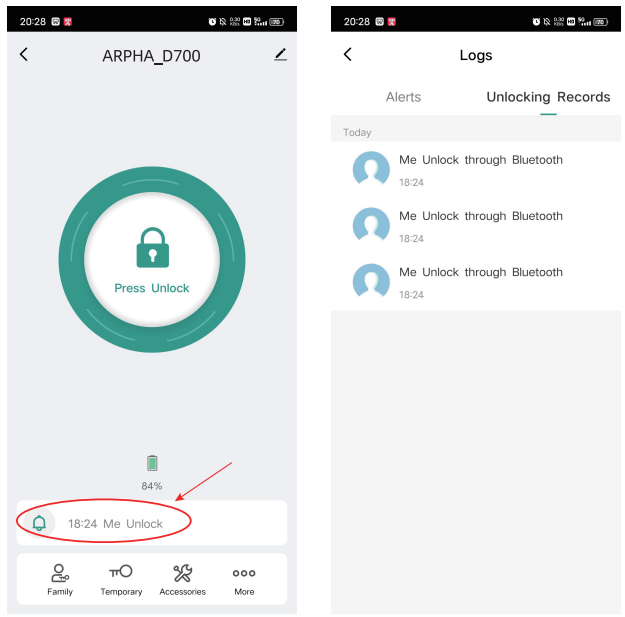 20:28
ARPHA_D700
Press Unlock
84%
18:24 Me Unlock
Family Temporary Accessories More
20:28
Logs
Alerts Unlocking Records
Today
Me Unlock through Bluetooth
18:24
Me Unlock through Bluetooth
18:24
Me Unlock through Bluetooth
18:24